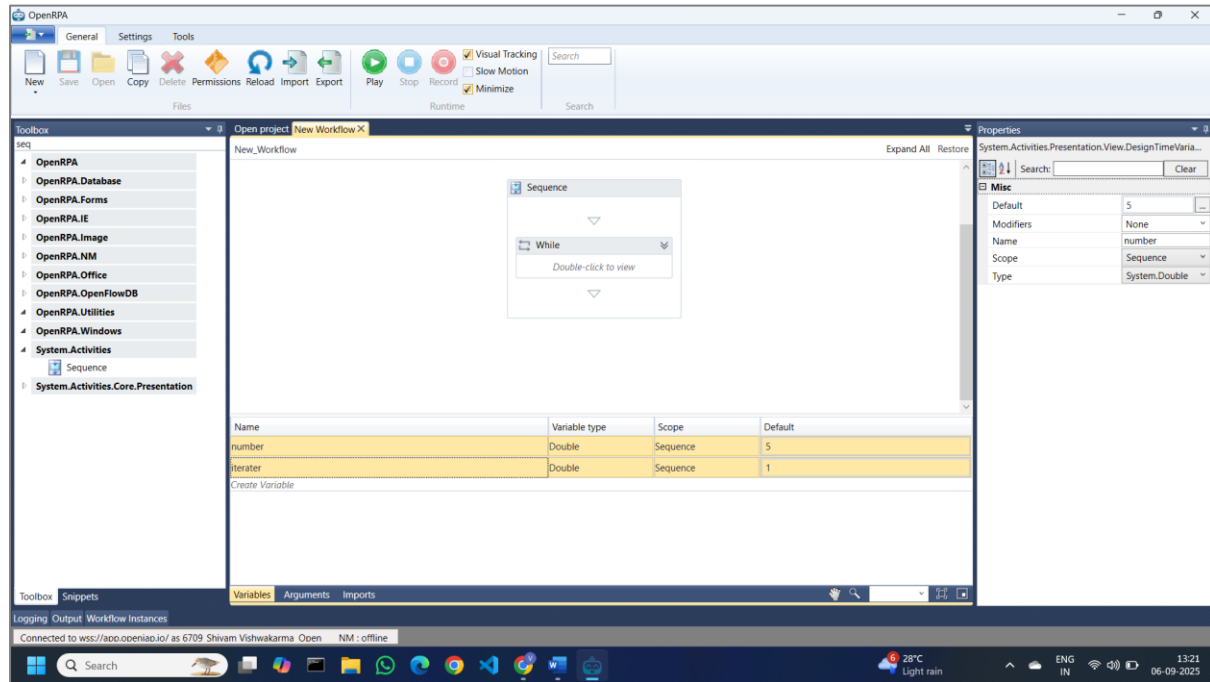 OpenRPA
General Settings Tools
New Save Open Copy Delete Permissions Reload Import Export Play Stop Record
Visual Tracking
Slow Motion
Minimize
Search
Files Runtime Search
Toolbox
seq
OpenRPA
OpenRPA.Database
OpenRPA.Forms
OpenRPA.IE
OpenRPA.Image
OpenRPA.NM
OpenRPA.Office
OpenRPA.OpenFlowDB
OpenRPA.Utilities
OpenRPA.Windows
System.Activities
Sequence
System.Activities.Core.Presentation
Toolbox Snippets
Open project New Workflow X
New_Workflow Expand All Restore
Sequence
While
Double-click to view
Name Variable type Scope Default
number Double Sequence 5
iterater Double Sequence 1
Create Variable
Variables Arguments Imports
Properties
System.Activities.Presentation.View.DesignTimeVaria...
Search: Clear
Misc
Default 5 ...
Modifiers None
Name number
Scope Sequence
Type System.Double
Logging Output Workflow Instances
Connected to wss://app.openiap.io/ as 6709_Shivam_Vishwakarma_Open NM : offline
Search
6 28°C
Light rain
ENG
IN
13:21
06-09-2025